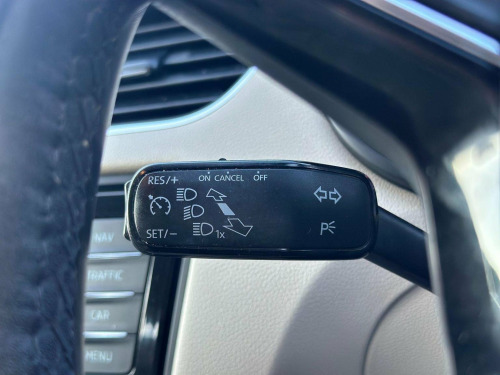 RES/+ ON CANCEL OFF
1x
SET/-
P
NAV
TRAFFIC
CAR
MENU